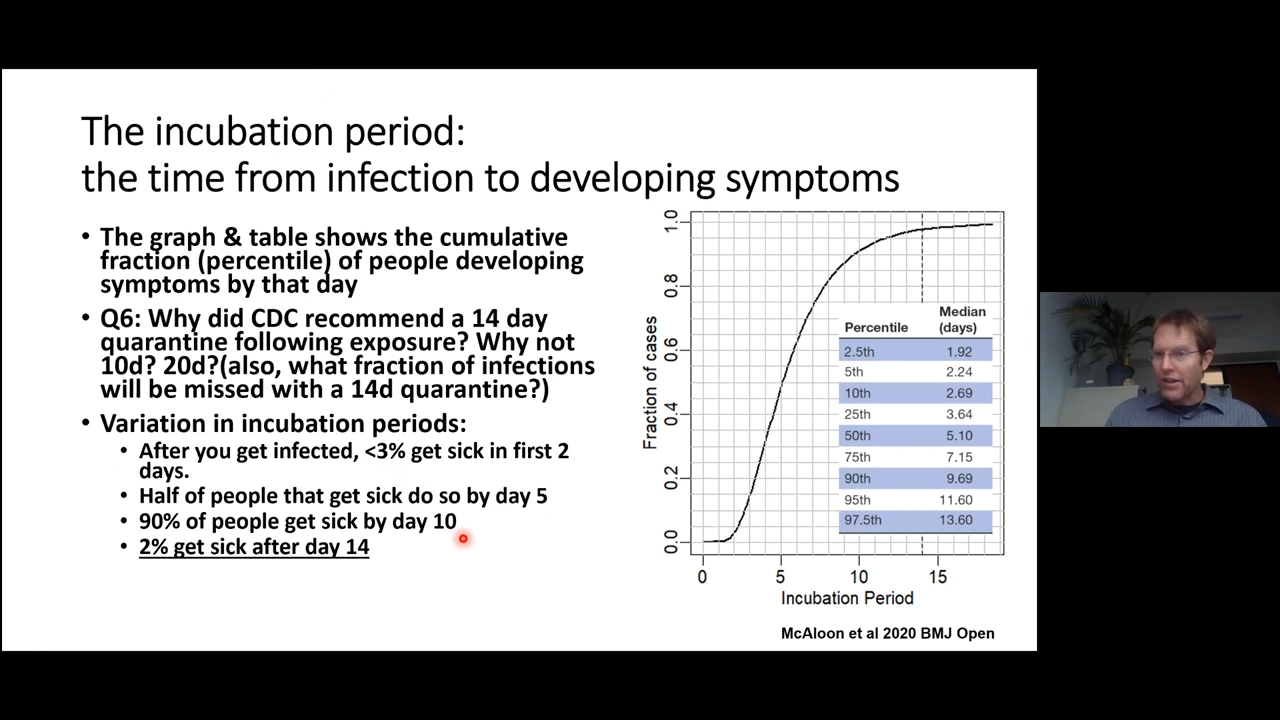 The incubation period:
the time from infection to developing symptoms
• The graph & table shows the cumulative
fraction (percentile) of people developing
symptoms by that day
• Q6: Why did CDC recommend a 14 day
quarantine following exposure? Why not
10d? 20d?(also, what fraction of infections
will be missed with a 14d quarantine?)
• Variation in incubation periods:
• After you get infected, <3% get sick in first 2
days.
• Half of people that get sick do so by day 5
• 90% of people get sick by day 10
• 2% get sick after day 14
Fraction of cases
1.0
0.8
0.6
0.4
0.2
0.0
Median
Percentile (days)
2.5th 1.92
5th 2.24
10th 2.69
25th 3.64
50th 5.10
75th 7.15
90th 9.69
95th 11.60
97.5th 13.60
0 5 10 15
Incubation Period
McAloon et al 2020 BMJ Open